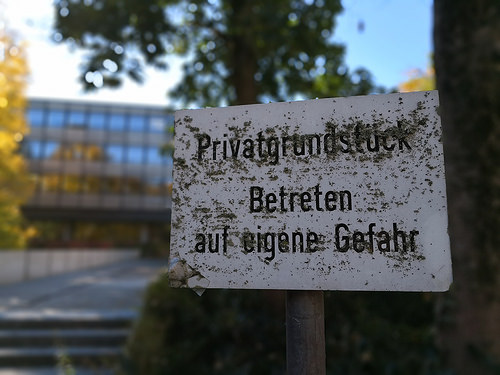 Privatgrundstück
Betreten
auf eigene Gefahr